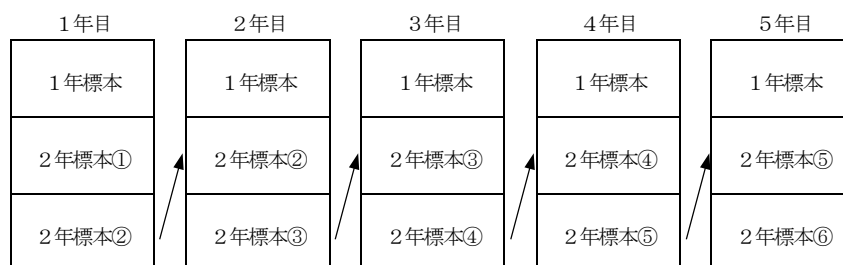 １年目 ２年目 ３年目 ４年目 ５年目
１年標本 １年標本 １年標本 １年標本 １年標本
２年標本① ２年標本② ２年標本③ ２年標本④ ２年標本⑤
２年標本② ２年標本③ ２年標本④ ２年標本⑤ ２年標本⑥